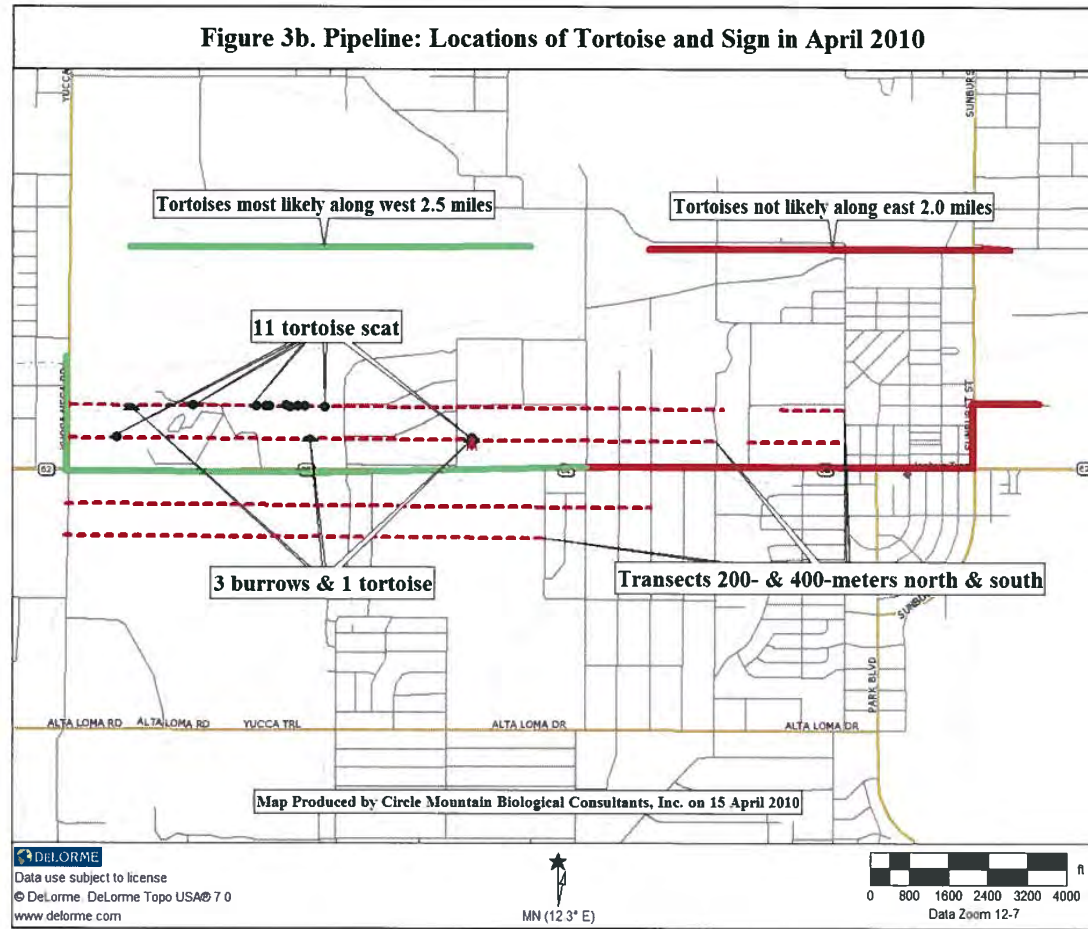 Figure 3b. Pipeline: Locations of Tortoise and Sign in April 2010
YUCCA
SUNBURS
Tortoises most likely along west 2.5 miles
Tortoises not likely along east 2.0 miles
11 tortoise scat
YUCCA MESA RD
SUNBURST ST
62
62
3 burrows & 1 tortoise
Transects 200- & 400-meters north & south
PARK BLVD
ALTA LOMA RD
ALTA LOMA RD
YUCCA TRL
ALTA LOMA DR
ALTA LOMA DR
Map Produced by Circle Mountain Biological Consultants, Inc. on 15 April 2010
DELORME
Data use subject to license
© DeLorme. DeLorme Topo USA® 7.0
www.delorme.com
MN (12.3° E)
ft
0 800 1600 2400 3200 4000
Data Zoom 12-7